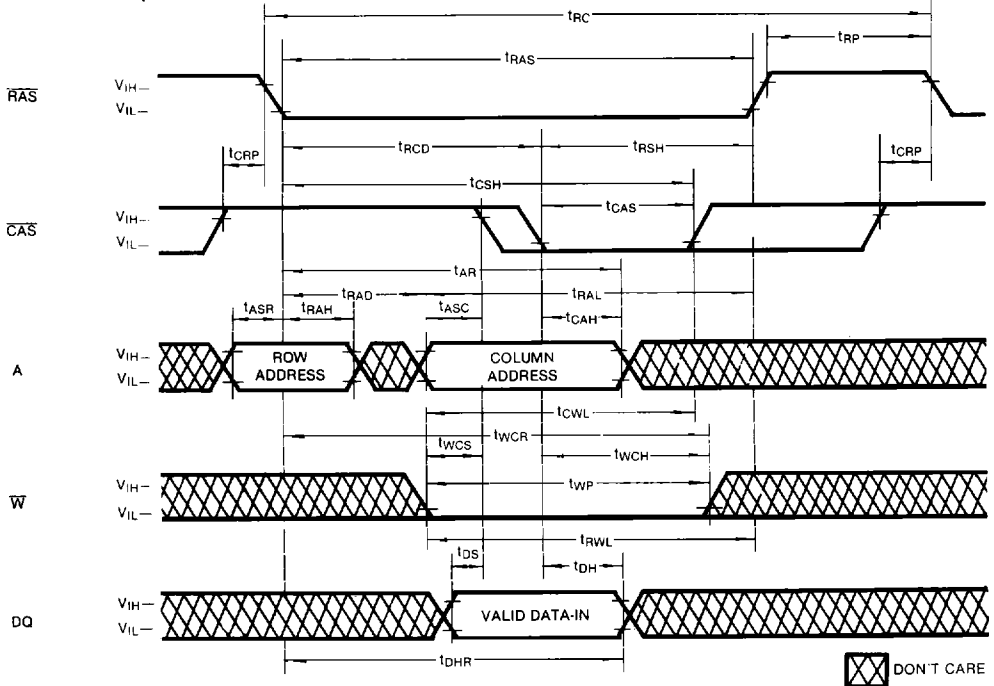 tRC
tRP
tRAS
RAS
VIH—
VIL—
tCRP
tRCD
tRSH
tCRP
tCSH
tCAS
CAS
VIH—
VIL—
tAR
tRAD
tRAL
tASR
tRAH
tASC
tCAH
A
VIH—
VIL—
ROW
ADDRESS
COLUMN
ADDRESS
tCWL
tWCR
tWCS
tWCH
W
VIH—
VIL—
tWP
tRWL
tDS
tDH
DQ
VIH—
VIL—
VALID DATA-IN
tDHR
DON'T CARE